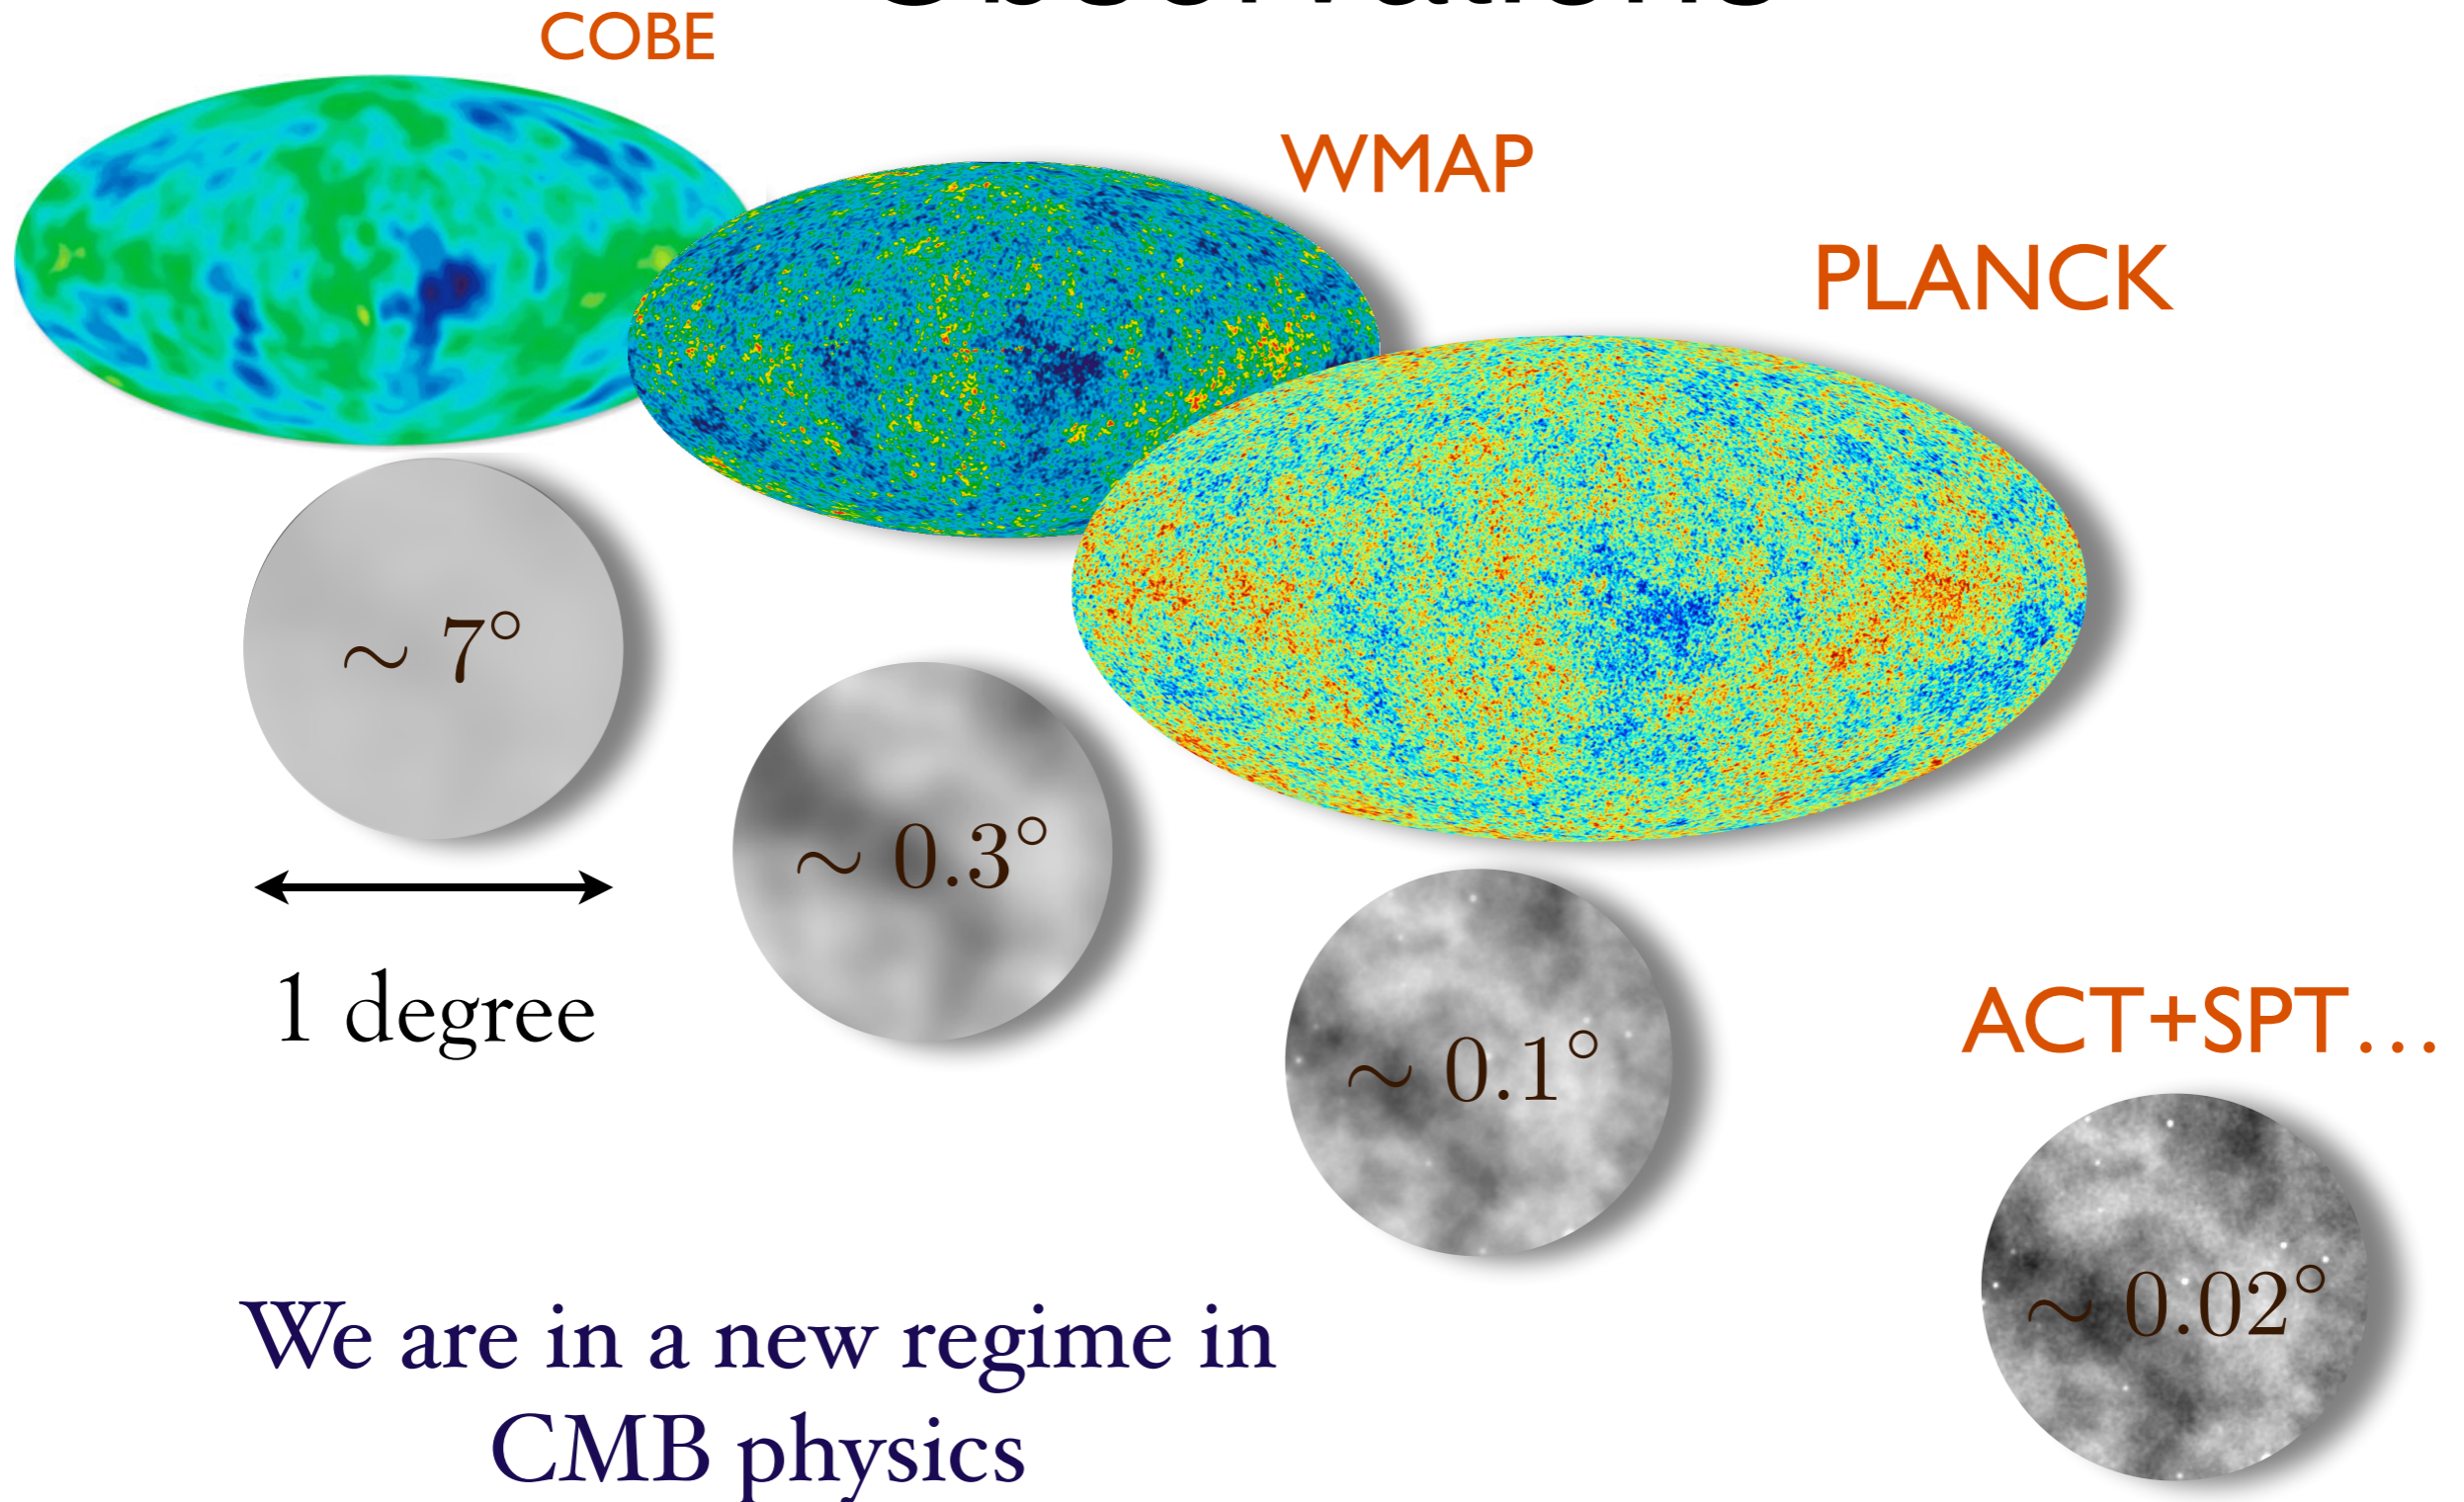 COBE
WMAP
PLANCK
∼ 7°
∼ 0.3°
1 degree
∼ 0.1°
ACT+SPT...
∼ 0.02°
We are in a new regime in
CMB physics